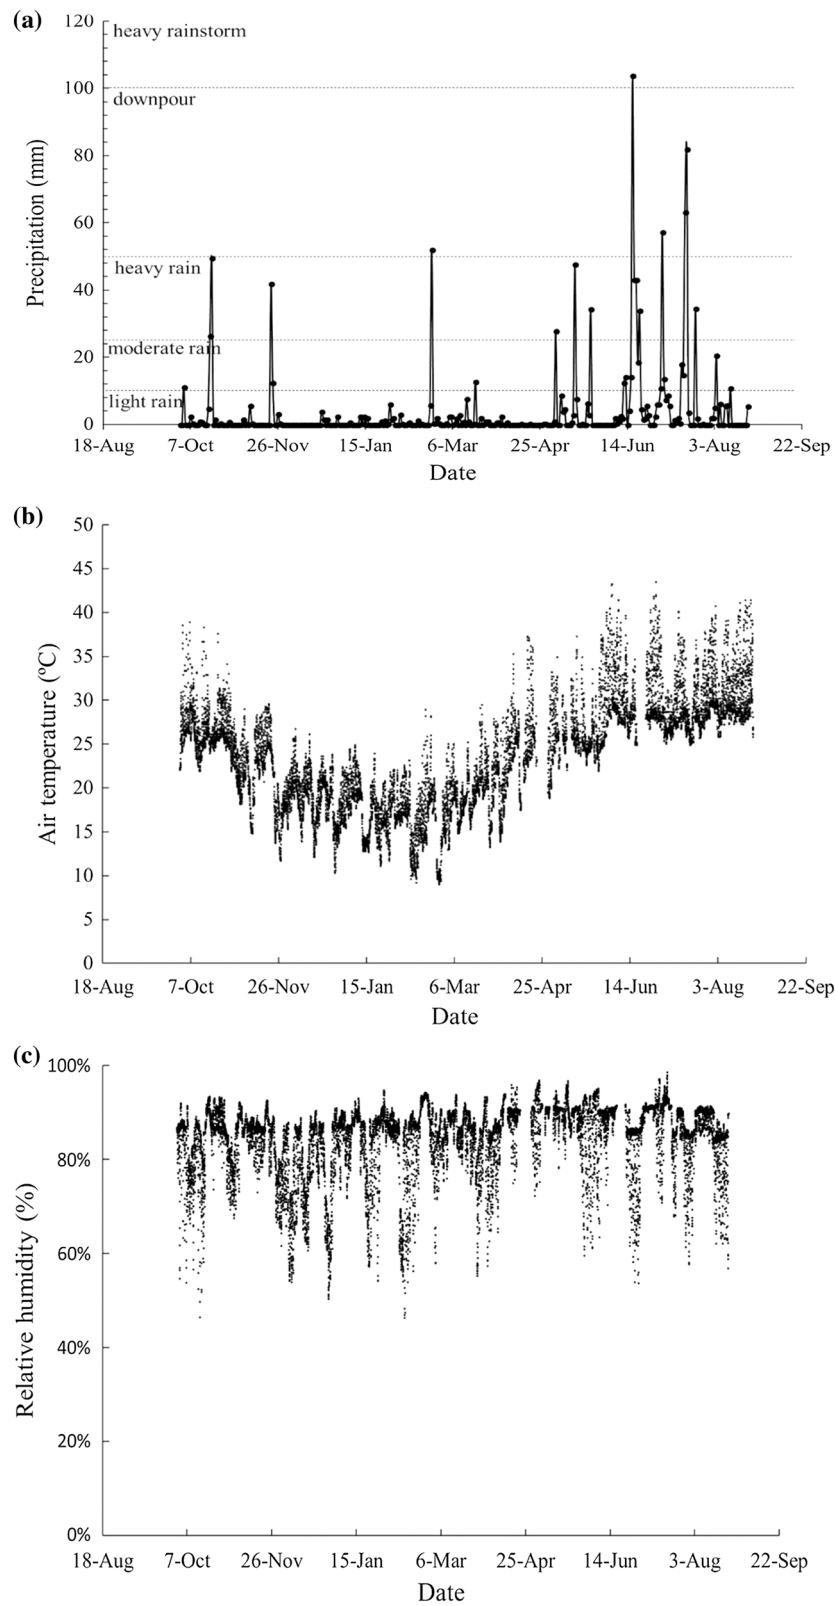 (a)
120
heavy rainstorm
100
downpour
80
60
heavy rain
40
moderate rain
20
light rain
0
Precipitation (mm)
18-Aug 7-Oct 26-Nov 15-Jan 6-Mar 25-Apr 14-Jun 3-Aug 22-Sep
Date
(b)
50
45
40
35
30
25
20
15
10
5
0
Air temperature (ºC)
18-Aug 7-Oct 26-Nov 15-Jan 6-Mar 25-Apr 14-Jun 3-Aug 22-Sep
Date
(c)
100%
80%
60%
40%
20%
0%
Relative humidity (%)
18-Aug 7-Oct 26-Nov 15-Jan 6-Mar 25-Apr 14-Jun 3-Aug 22-Sep
Date